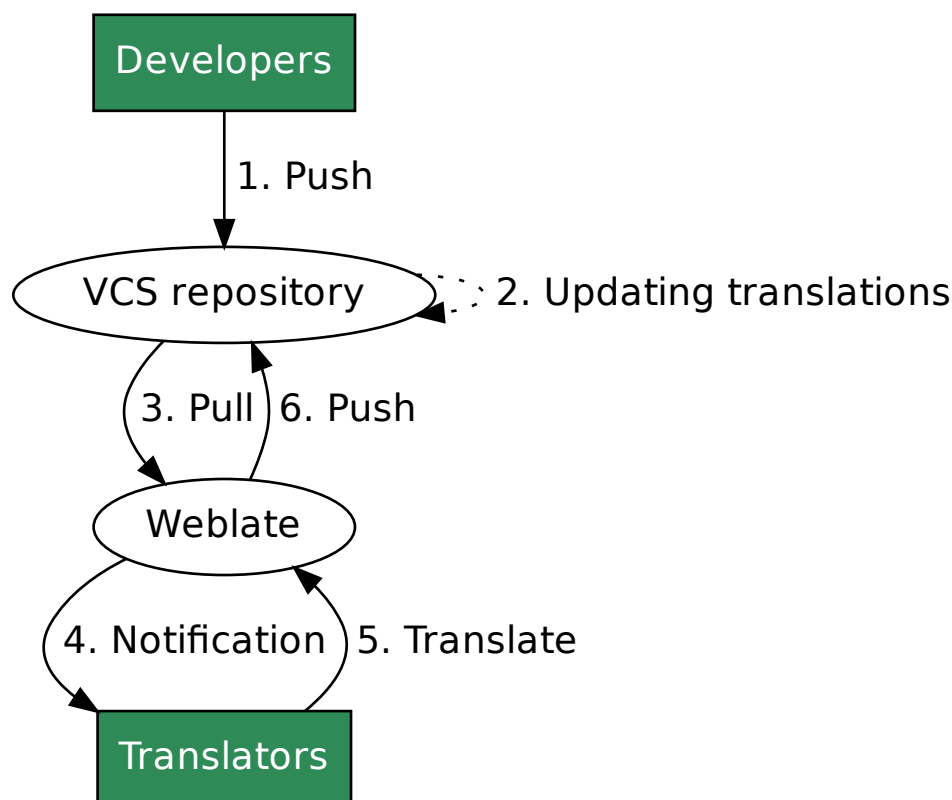 Developers
1. Push
VCS repository
2. Updating translations
3. Pull
6. Push
Weblate
4. Notification
5. Translate
Translators